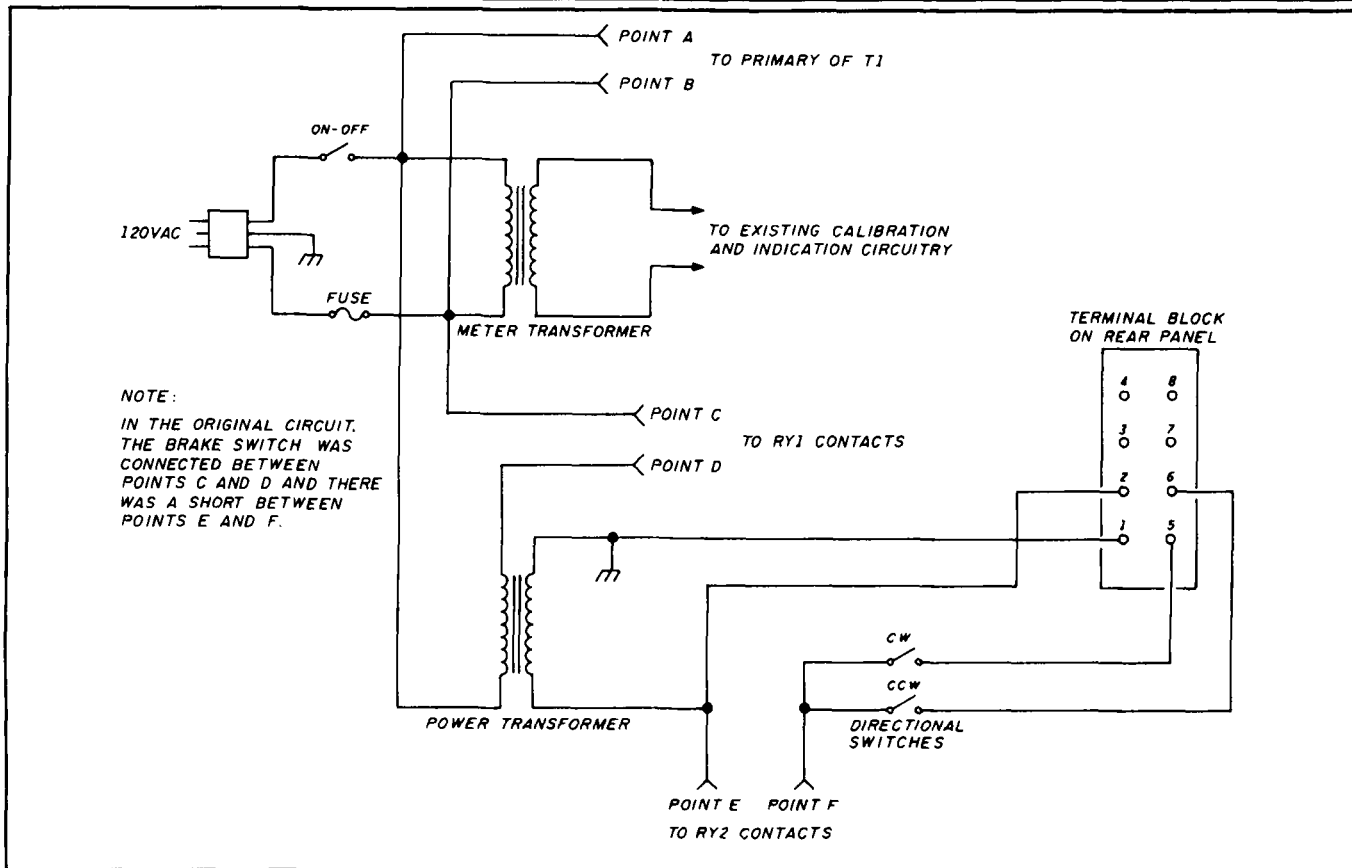 POINT A
TO PRIMARY OF T1
POINT B
ON-OFF
120VAC
TO EXISTING CALIBRATION
AND INDICATION CIRCUITRY
FUSE
METER TRANSFORMER
TERMINAL BLOCK
ON REAR PANEL
4 8
3 7
2 6
1 5
NOTE:
IN THE ORIGINAL CIRCUIT,
THE BRAKE SWITCH WAS
CONNECTED BETWEEN
POINTS C AND D AND THERE
WAS A SHORT BETWEEN
POINTS E AND F.
POINT C
TO RY1 CONTACTS
POINT D
CW
CCW
DIRECTIONAL
SWITCHES
POWER TRANSFORMER
POINT E POINT F
TO RY2 CONTACTS